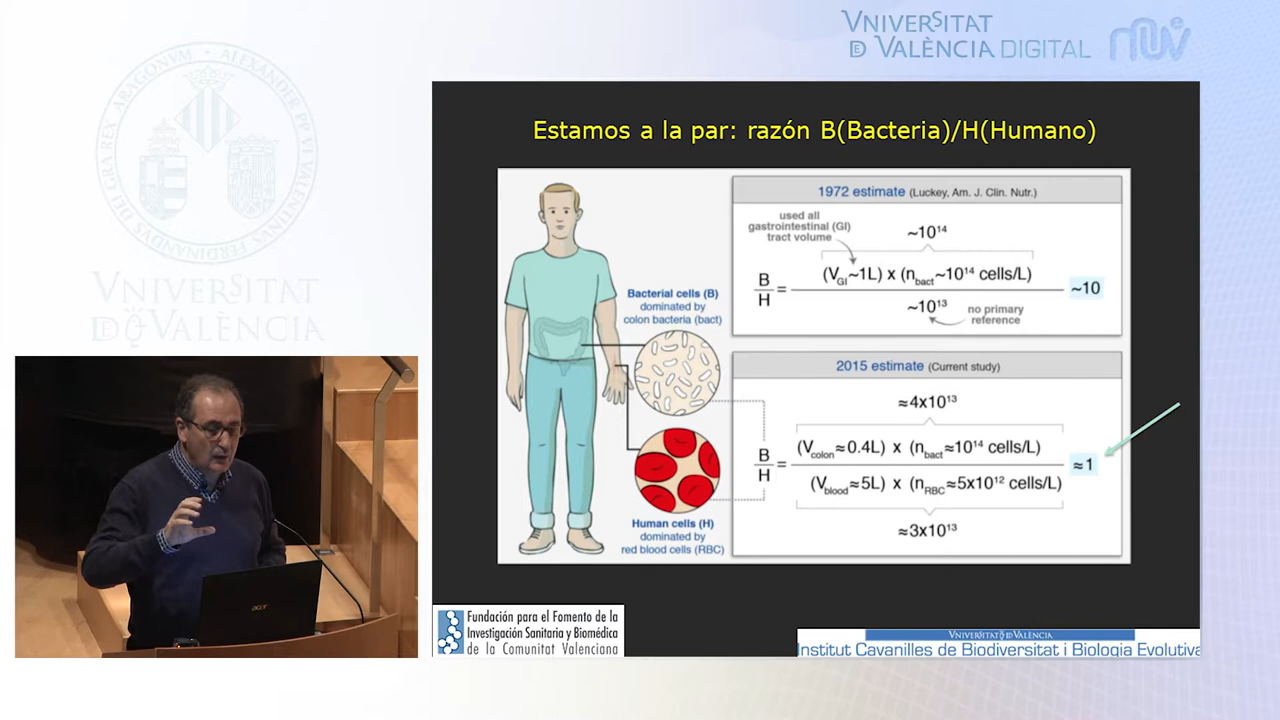 VNIVERSITAT
DE VALÈNCIA DIGITAL
VNIVERSITAT
DE VALÈNCIA
Estamos a la par: razón B(Bacteria)/H(Humano)
1972 estimate (Luckey, Am. J. Clin. Nutr.)
used all
gastrointestinal (GI)
tract volume
~10¹⁴
B/H = (V_GI~1L) x (n_bact~10¹⁴ cells/L)
~10
~10¹³
no primary
reference
Bacterial cells (B)
dominated by
colon bacteria (bact)
2015 estimate (Current study)
≈4x10¹³
B/H = (V_colon≈0.4L) x (n_bact≈10¹⁴ cells/L)
≈1
(V_blood≈5L) x (n_RBC≈5x10¹² cells/L)
≈3x10¹³
Human cells (H)
dominated by
red blood cells (RBC)
acer
Fundación para el Fomento de la
Investigación Sanitaria y Biomédica
de la Comunitat Valenciana
VNIVERSITATDE VALÈNCIA
Institut Cavanilles de Biodiversitat i Biologia Evolutiva